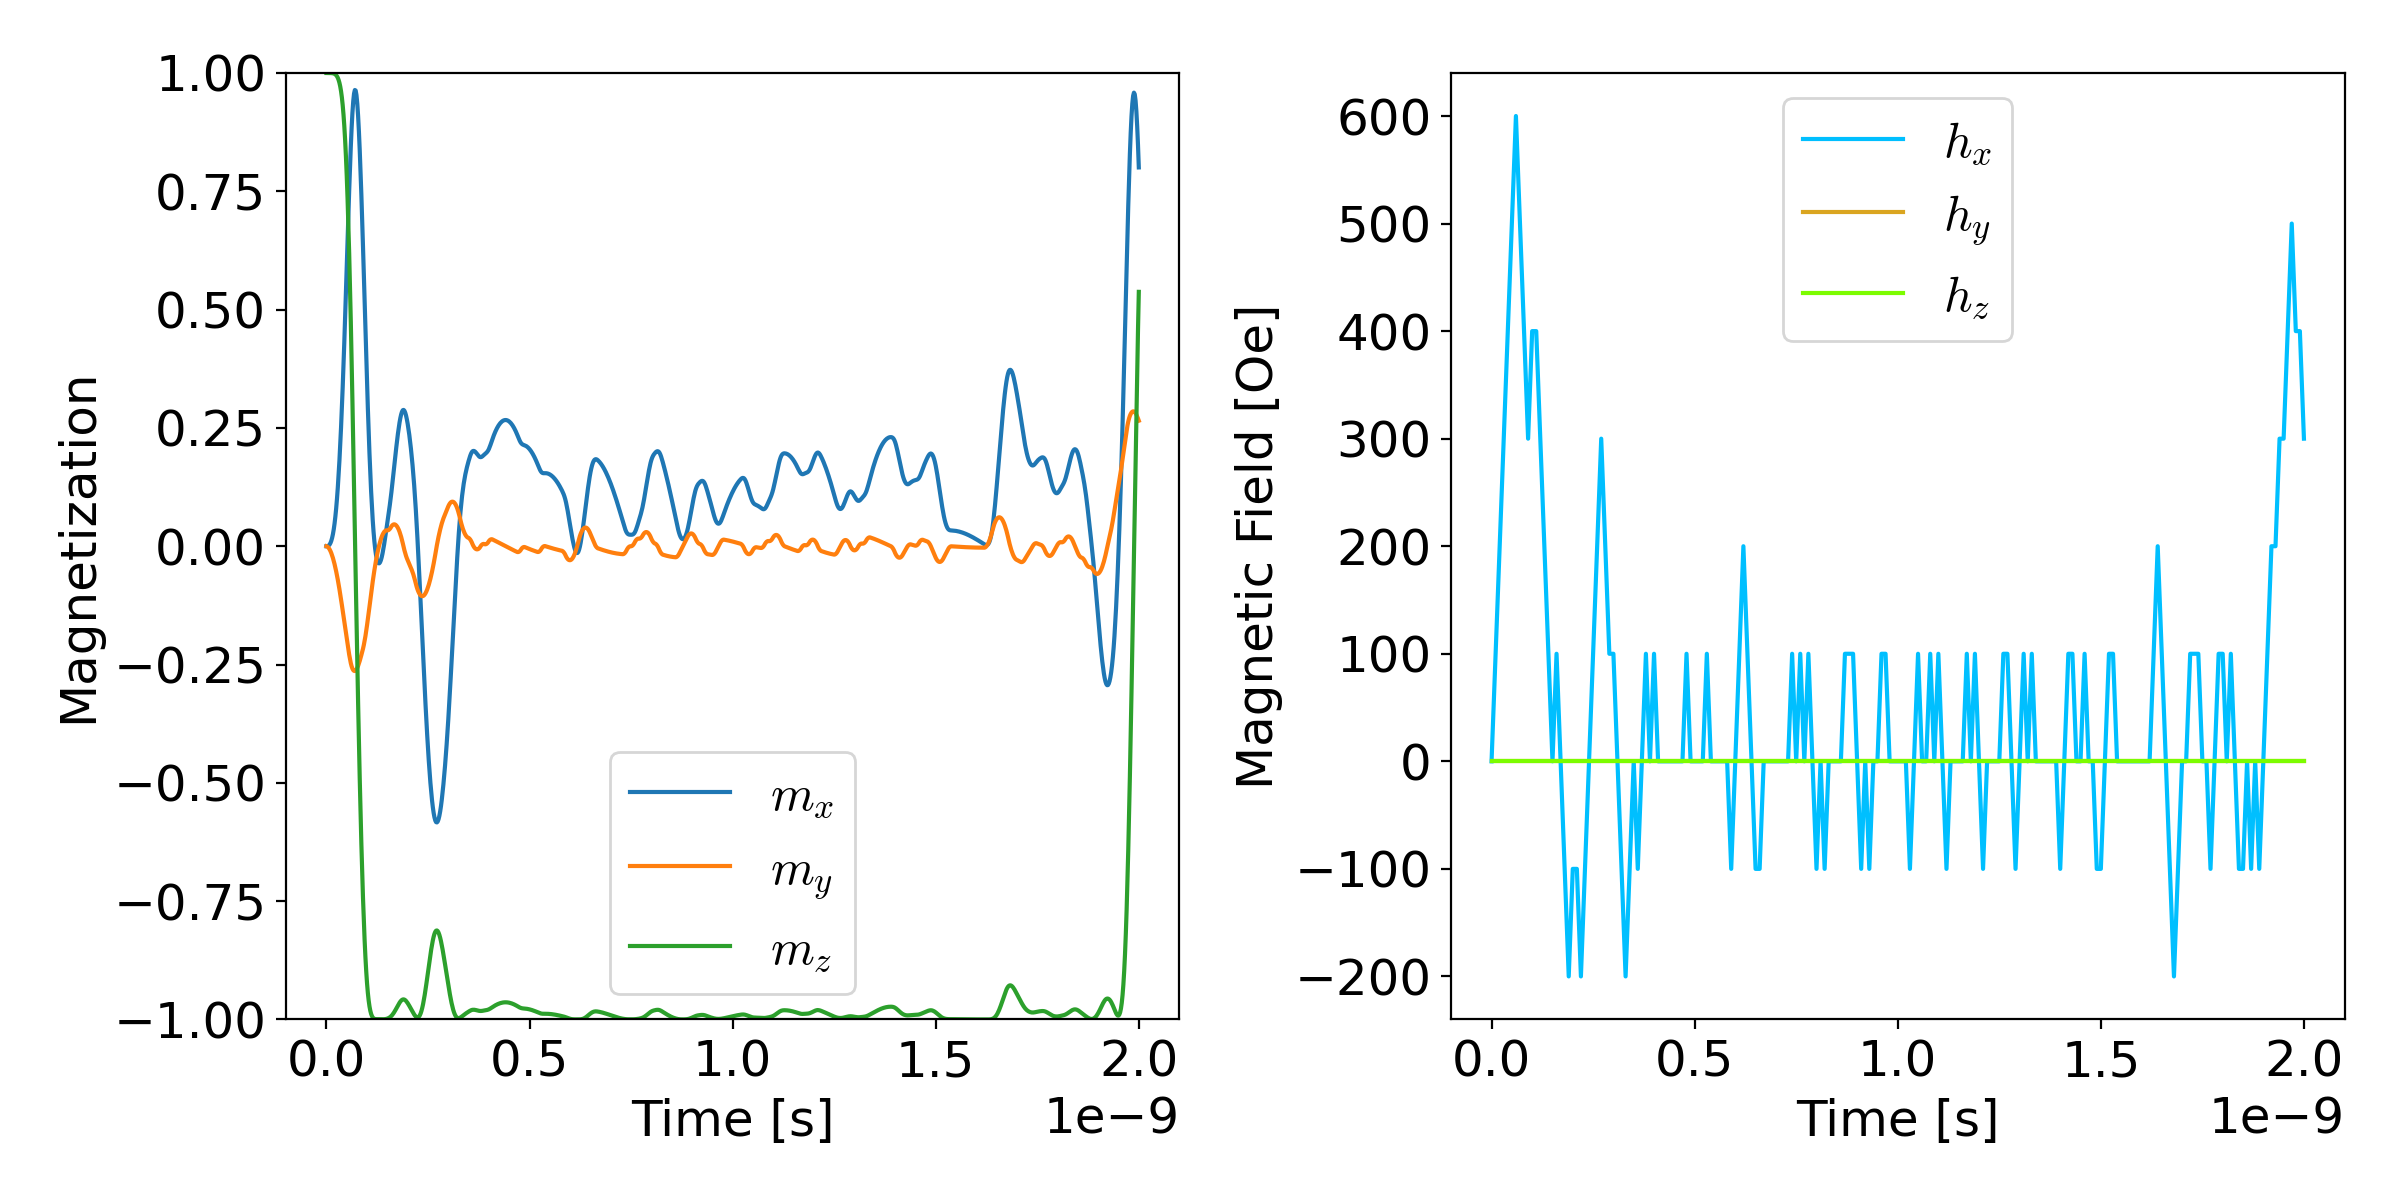 1.00
0.75
0.50
0.25
0.00
−0.25
−0.50
−0.75
−1.00
Magnetization
m_x
m_y
m_z
0.0 0.5 1.0 1.5 2.0
Time [s]
1e−9
600
500
400
300
200
100
0
−100
−200
Magnetic Field [Oe]
h_x
h_y
h_z
0.0 0.5 1.0 1.5 2.0
Time [s]
1e−9